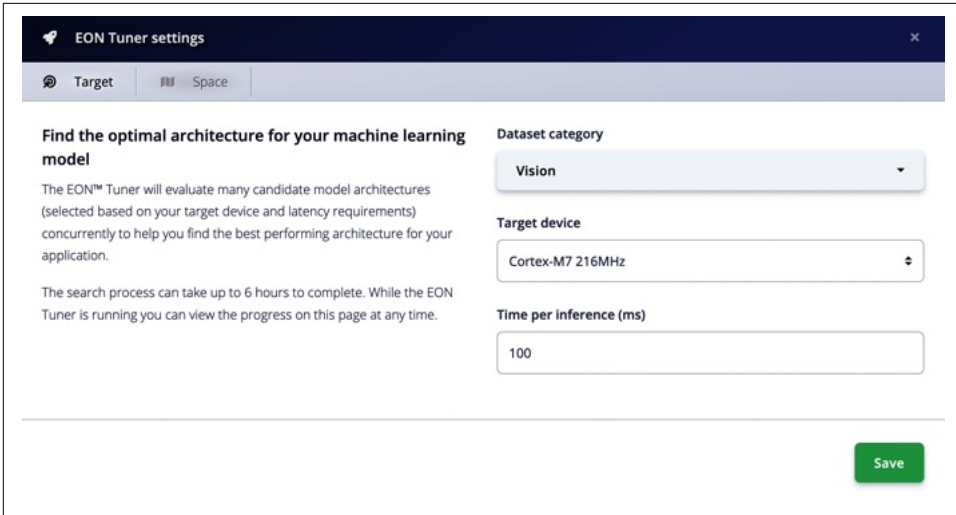 EON Tuner settings
×
Target
Space
Find the optimal architecture for your machine learning
model
The EON™ Tuner will evaluate many candidate model architectures
(selected based on your target device and latency requirements)
concurrently to help you find the best performing architecture for your
application.
The search process can take up to 6 hours to complete. While the EON
Tuner is running you can view the progress on this page at any time.
Dataset category
Vision
Target device
Cortex-M7 216MHz
Time per inference (ms)
100
Save